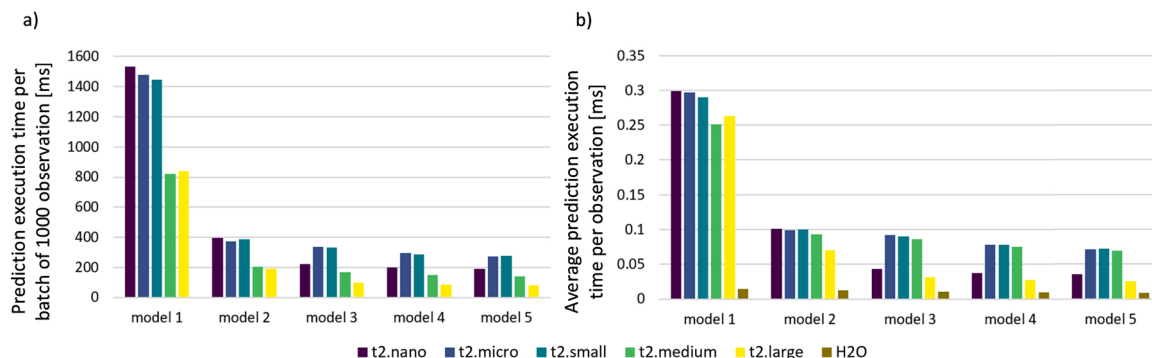 a)
Prediction execution time per
batch of 1000 observation [ms]
1600
1400
1200
1000
800
600
400
200
0
model 1 model 2 model 3 model 4 model 5
b)
Average prediction execution
time per observation [ms]
0.35
0.3
0.25
0.2
0.15
0.1
0.05
0
model 1 model 2 model 3 model 4 model 5
t2.nano t2.micro t2.small t2.medium t2.large H2O